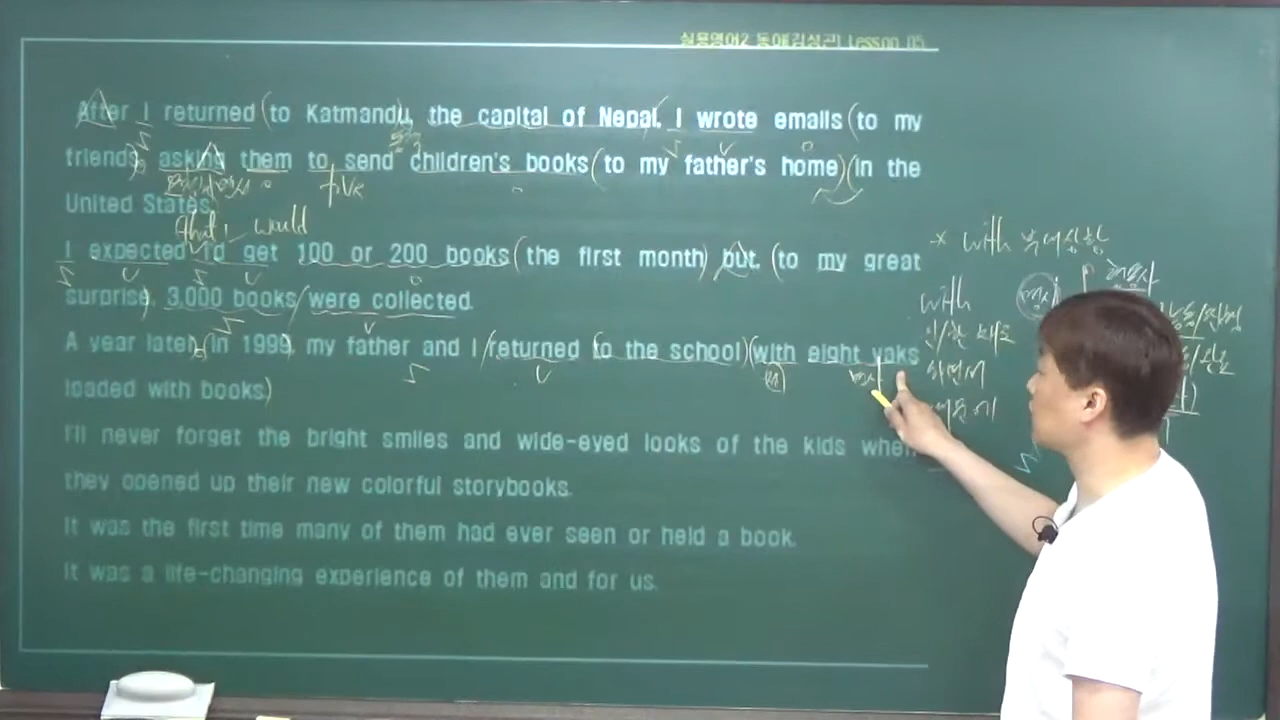 실용영어2 동아(김성곤) Lesson 05
After I returned (to Katmandu, the capital of Nepal, I wrote emails (to my
friends), asking them to send children's books (to my father's home) (in the
United States.
that I would
I expected I'd get 100 or 200 books (the first month) but, (to my great
surprise), 3,000 books were collected.
A year later, in 1999, my father and I returned to the school) (with eight yaks
loaded with books)
I'll never forget the bright smiles and wide-eyed looks of the kids when
they opened up their new colorful storybooks.
It was the first time many of them had ever seen or held a book.
It was a life-changing experience of them and for us.
* with 부대상황
with